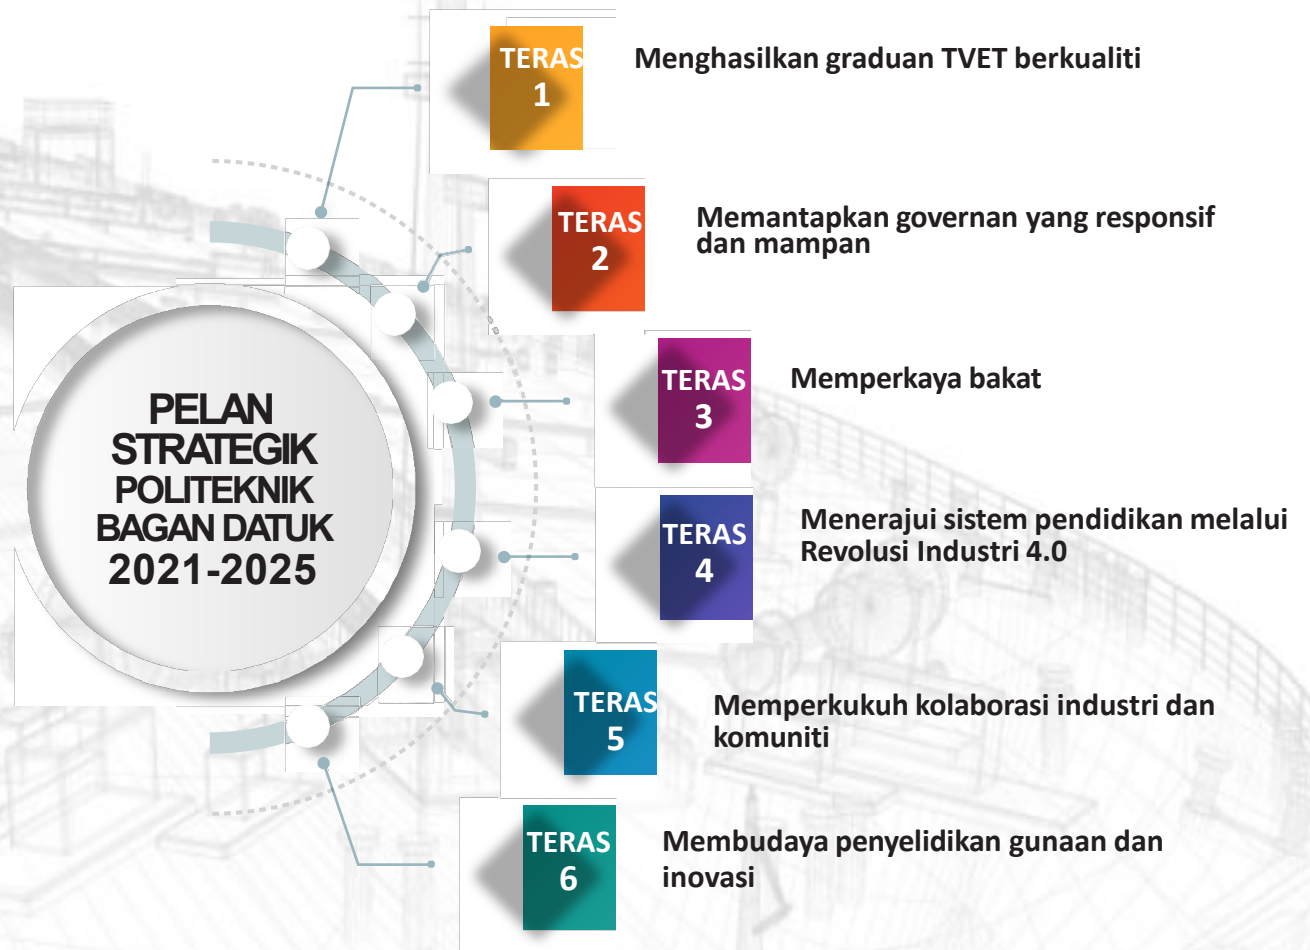 PELAN
STRATEGIK
POLITEKNIK
BAGAN DATUK
2021-2025
TERAS
1
Menghasilkan graduan TVET berkualiti
TERAS
2
Memantapkan governan yang responsif
dan mampan
TERAS
3
Memperkaya bakat
TERAS
4
Menerajui sistem pendidikan melalui
Revolusi Industri 4.0
TERAS
5
Memperkukuh kolaborasi industri dan
komuniti
TERAS
6
Membudaya penyelidikan gunaan dan
inovasi